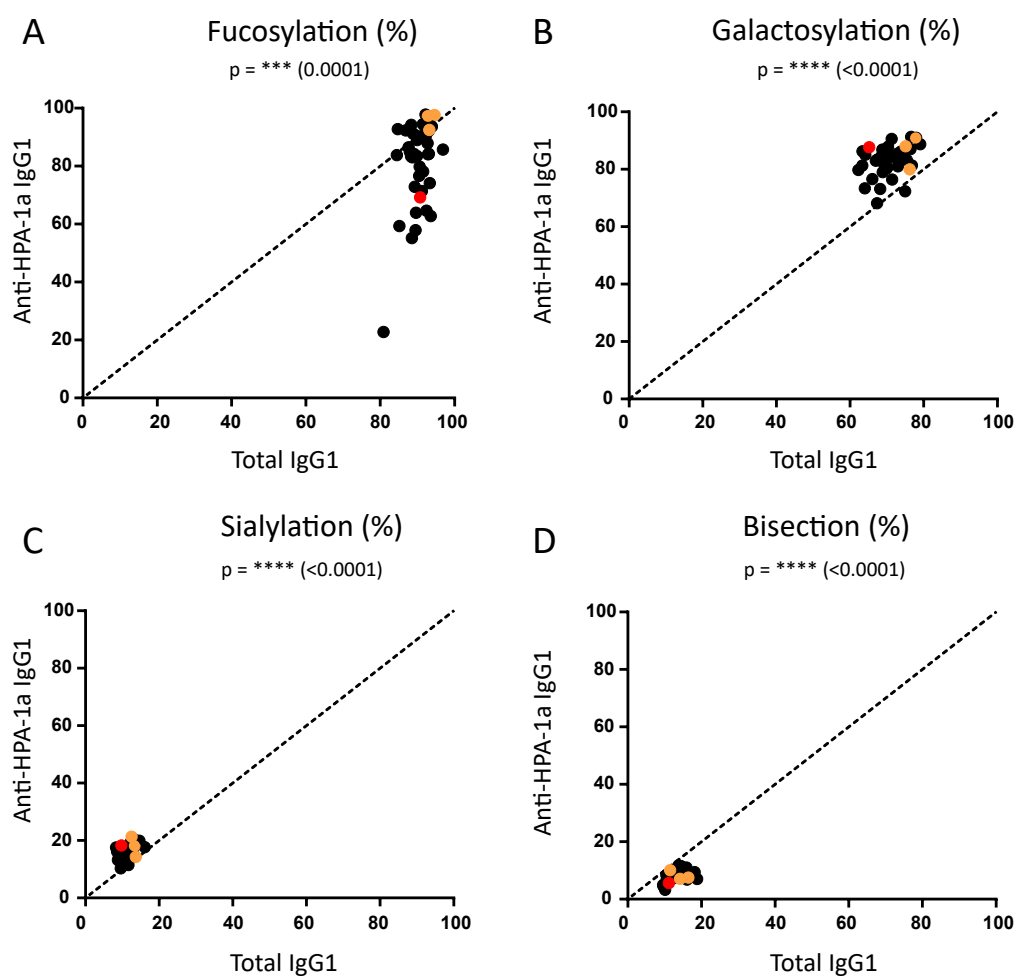 A
Fucosylation (%)
p = *** (0.0001)
Anti-HPA-1a IgG1
100
80
60
40
20
0
0 20 40 60 80 100
Total IgG1
B
Galactosylation (%)
p = **** (<0.0001)
Anti-HPA-1a IgG1
100
80
60
40
20
0
0 20 40 60 80 100
Total IgG1
C
Sialylation (%)
p = **** (<0.0001)
Anti-HPA-1a IgG1
100
80
60
40
20
0
0 20 40 60 80 100
Total IgG1
D
Bisection (%)
p = **** (<0.0001)
Anti-HPA-1a IgG1
100
80
60
40
20
0
0 20 40 60 80 100
Total IgG1